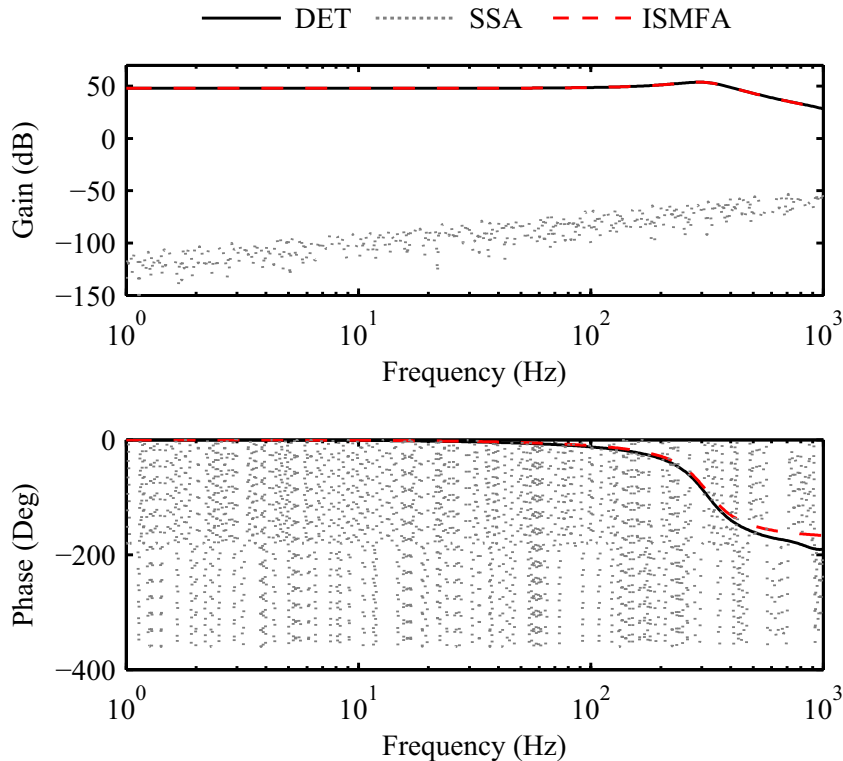 DET SSA ISMFA
50
0
−50
−100
−150
Gain (dB)
10^0 10^1 10^2 10^3
Frequency (Hz)
0
−200
−400
Phase (Deg)
10^0 10^1 10^2 10^3
Frequency (Hz)